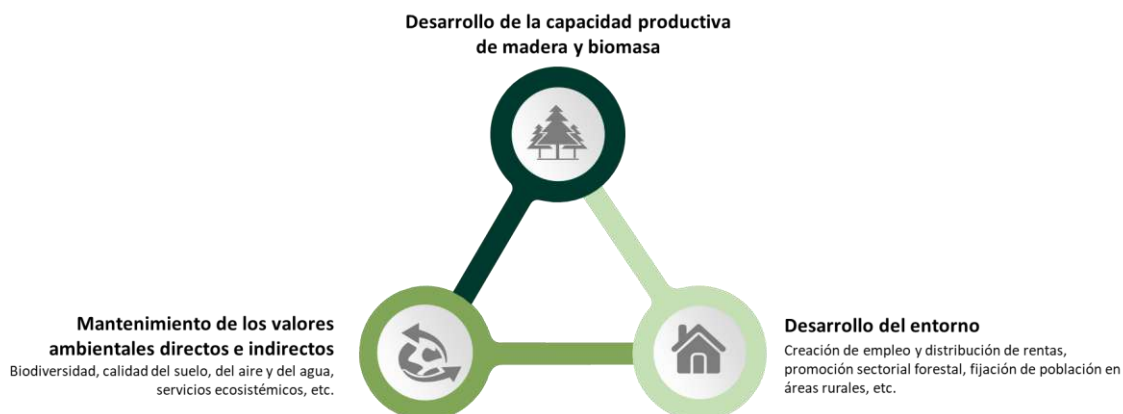 Desarrollo de la capacidad productiva
de madera y biomasa
Mantenimiento de los valores
ambientales directos e indirectos
Biodiversidad, calidad del suelo, del aire y del agua,
servicios ecosistémicos, etc.
Desarrollo del entorno
Creación de empleo y distribución de rentas,
promoción sectorial forestal, fijación de población en
áreas rurales, etc.